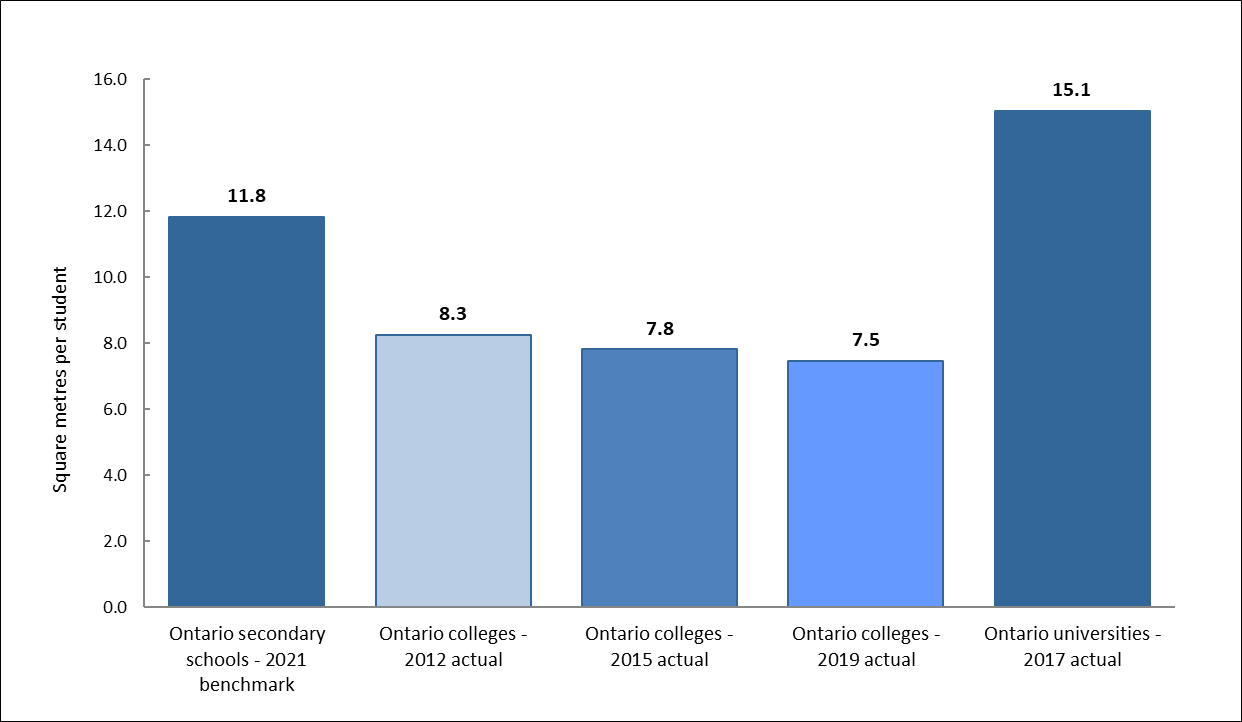 16.0
14.0
12.0
10.0
8.0
6.0
4.0
2.0
0.0
Square metres per student
11.8
8.3
7.8
7.5
15.1
Ontario secondary
schools - 2021
benchmark
Ontario colleges -
2012 actual
Ontario colleges -
2015 actual
Ontario colleges -
2019 actual
Ontario universities -
2017 actual